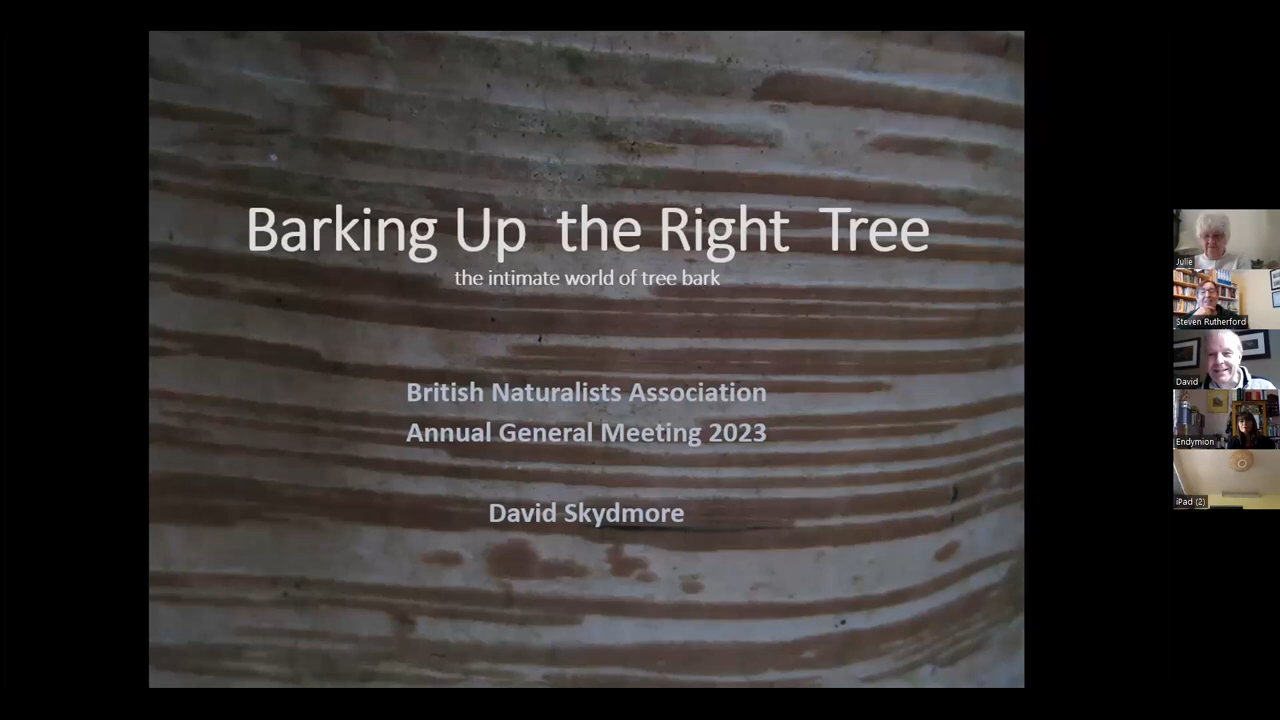 Barking Up  the Right  Tree
the intimate world of tree bark
British Naturalists Association
Annual General Meeting 2023
David Skydmore
Julie
Steven Rutherford
David
Endymion
iPad (2)